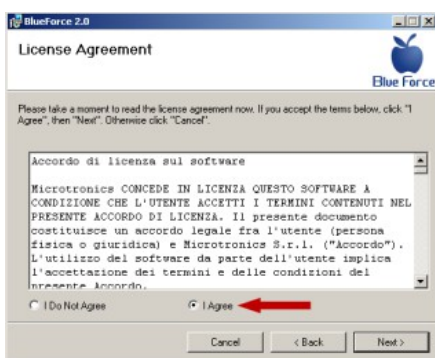 BlueForce 2.0
License Agreement
Blue Force
Please take a moment to read the license agreement now. If you accept the terms below, click "I
Agree", then "Next". Otherwise click "Cancel".
Accordo di licenza sul software
Microtronics CONCEDE IN LICENZA QUESTO SOFTWARE A
CONDIZIONE CHE L'UTENTE ACCETTI I TERMINI CONTENUTI NEL
PRESENTE ACCORDO DI LICENZA. Il presente documento
costituisce un accordo legale fra l'utente (persona
fisica o giuridica) e Microtronics S.r.l. ("Accordo").
L'utilizzo del software da parte dell'utente implica
l'accettazione dei termini e delle condizioni del
presente Accordo.
I Do Not Agree
I Agree
Cancel
< Back
Next >